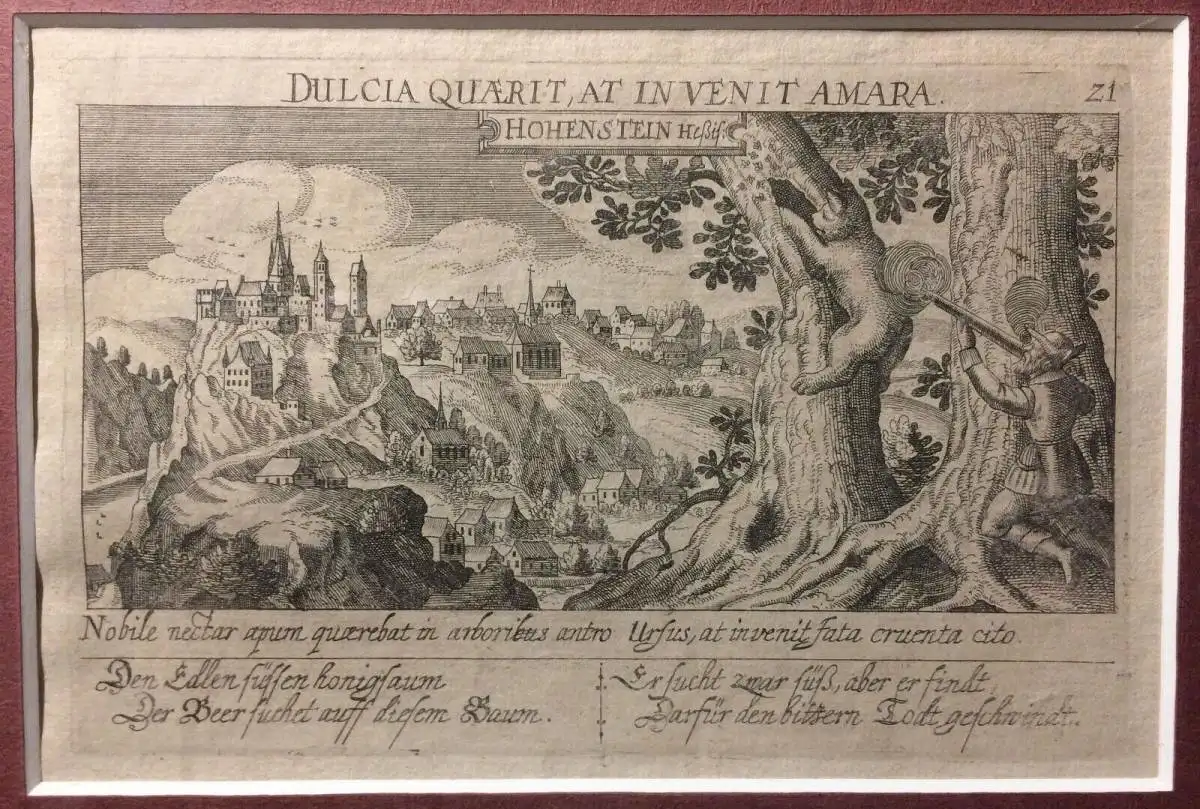 DULCIA QUÆRIT, AT INVENIT AMARA. Z1
HOHENSTEIN Heßis:
Nobile nectar apum quærebat in arboribus antro Ursus, at invenit fata cruenta cito.
Den Edlen süssen honigsaum
Der Beer suchet auff diesem Baum.
Er sucht zwar süß, aber er findt,
Darfür den bittern Todt geschwindt.